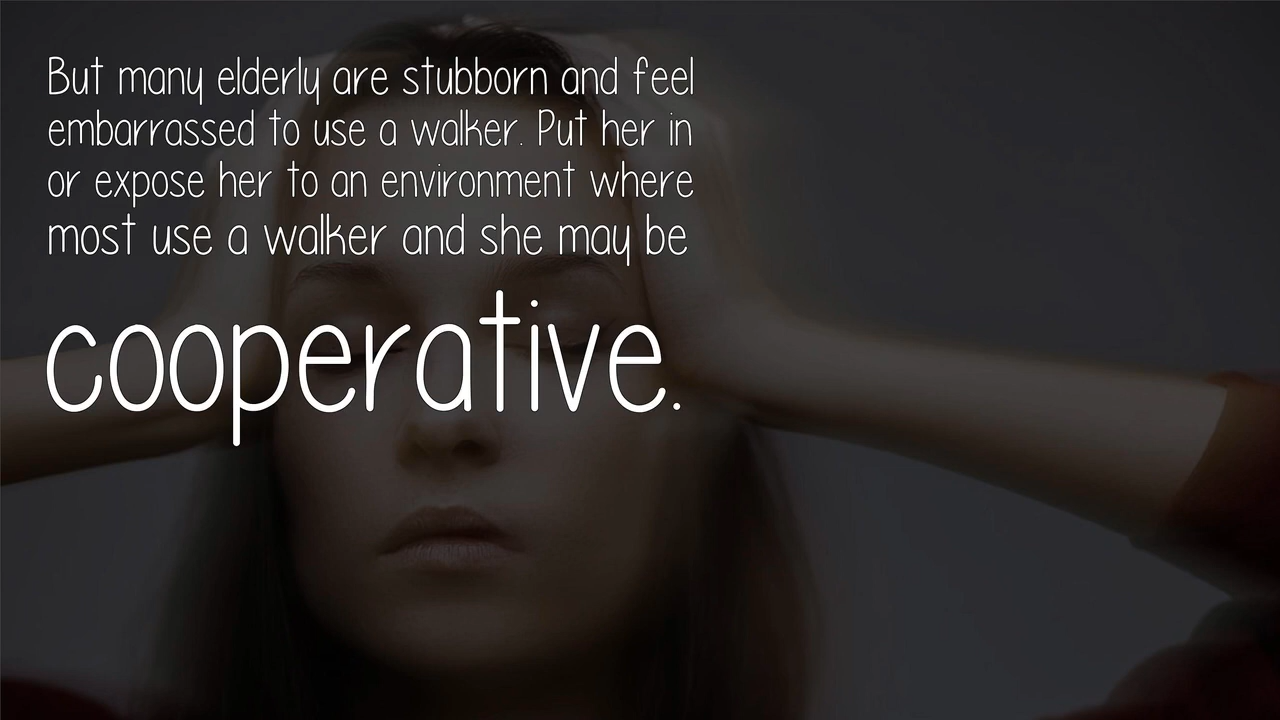 But many elderly are stubborn and feel
embarrassed to use a walker. Put her in
or expose her to an environment where
most use a walker and she may be
cooperative.